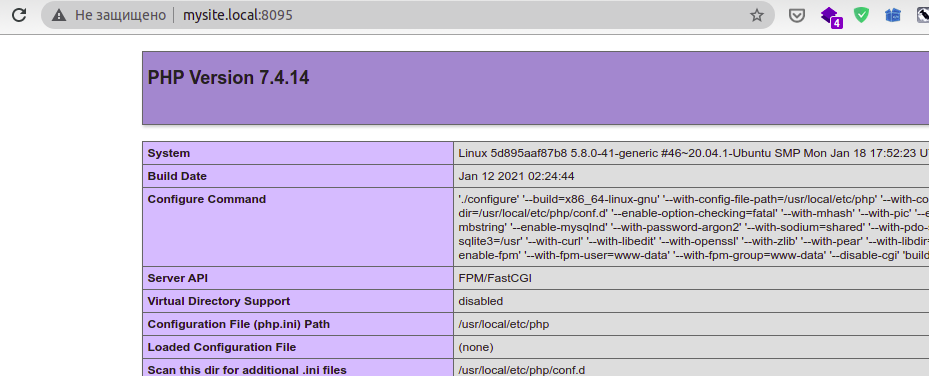 Не защищено mysite.local:8095
4
PHP Version 7.4.14
System Linux 5d895aaf87b8 5.8.0-41-generic #46~20.04.1-Ubuntu SMP Mon Jan 18 17:52:23
Build Date Jan 12 2021 02:24:44
Configure Command './configure' '--build=x86_64-linux-gnu' '--with-config-file-path=/usr/local/etc/php' '--with-co
dir=/usr/local/etc/php/conf.d' '--enable-option-checking=fatal' '--with-mhash' '--with-pic' '--e
mbstring' '--enable-mysqlnd' '--with-password-argon2' '--with-sodium=shared' '--with-pdo-s
sqlite3=/usr' '--with-curl' '--with-libedit' '--with-openssl' '--with-zlib' '--with-pear' '--with-libdir=
enable-fpm' '--with-fpm-user=www-data' '--with-fpm-group=www-data' '--disable-cgi' 'build
Server API FPM/FastCGI
Virtual Directory Support disabled
Configuration File (php.ini) Path /usr/local/etc/php
Loaded Configuration File (none)
Scan this dir for additional .ini files /usr/local/etc/php/conf.d